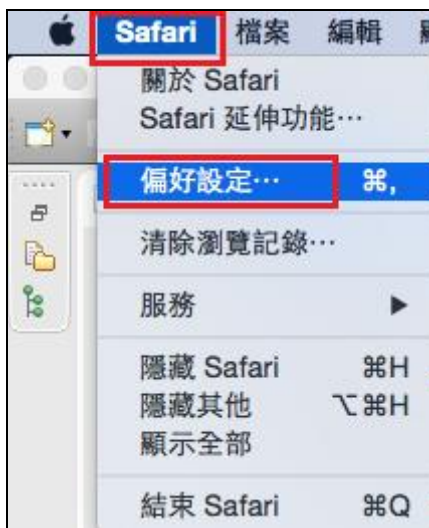 Safari 檔案 編輯
關於 Safari
Safari 延伸功能⋯
偏好設定⋯ ⌘,
清除瀏覽記錄⋯
服務 ▶
隱藏 Safari ⌘H
隱藏其他 ⌥⌘H
顯示全部
結束 Safari ⌘Q